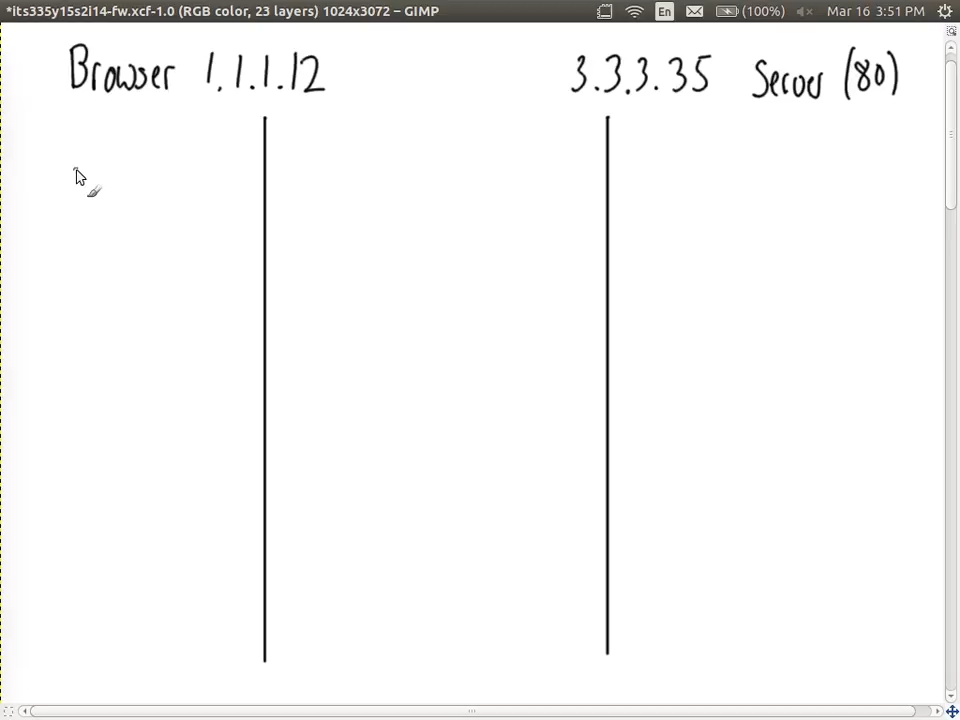 *its335y15s2i14-fw.xcf-1.0 (RGB color, 23 layers) 1024x3072 – GIMP En (100%) Mar 16 3:51 PM
Browser 1.1.1.12 3.3.3.35 Server (80)